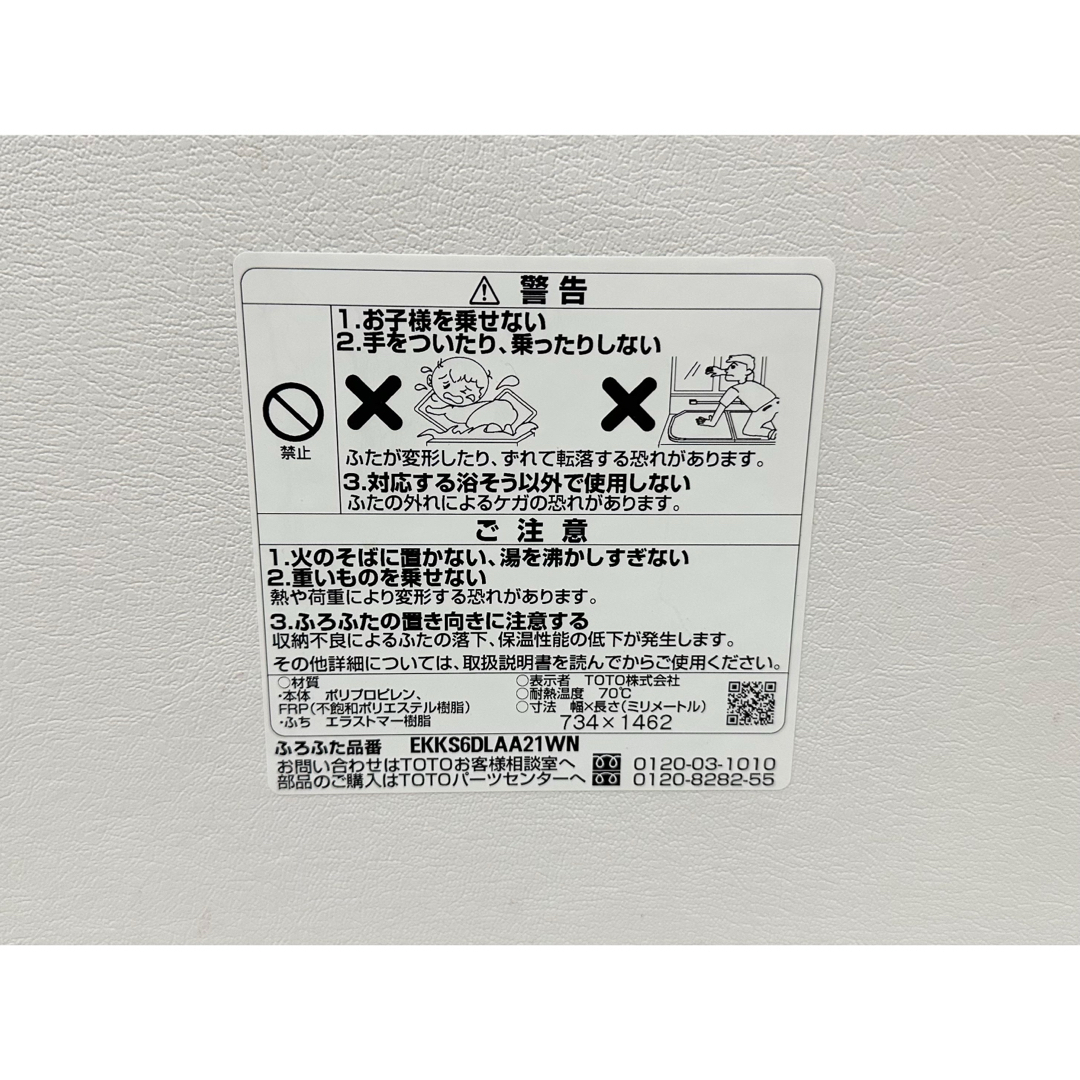 警告
1.お子様を乗せない
2.手をついたり、乗ったりしない
禁止
ふたが変形したり、ずれて転落する恐れがあります。
3.対応する浴そう以外で使用しない
ふたの外れによるケガの恐れがあります。
ご注意
1.火のそばに置かない、湯を沸かしすぎない
2.重いものを乗せない
熱や荷重により変形する恐れがあります。
3.ふろふたの置き向きに注意する
収納不良によるふたの落下、保温性能の低下が発生します。
その他詳細については、取扱説明書を読んでからご使用ください。
○材質
・本体 ポリプロピレン、
FRP(不飽和ポリエステル樹脂)
・ふち エラストマー樹脂
○表示者 TOTO株式会社
○耐熱温度 70℃
○寸法 幅×長さ(ミリメートル)
734×1462
ふろふた品番 EKKS6DLAA21WN
お問い合わせはTOTOお客様相談室へ 0120-03-1010
部品のご購入はTOTOパーツセンターへ 0120-8282-55